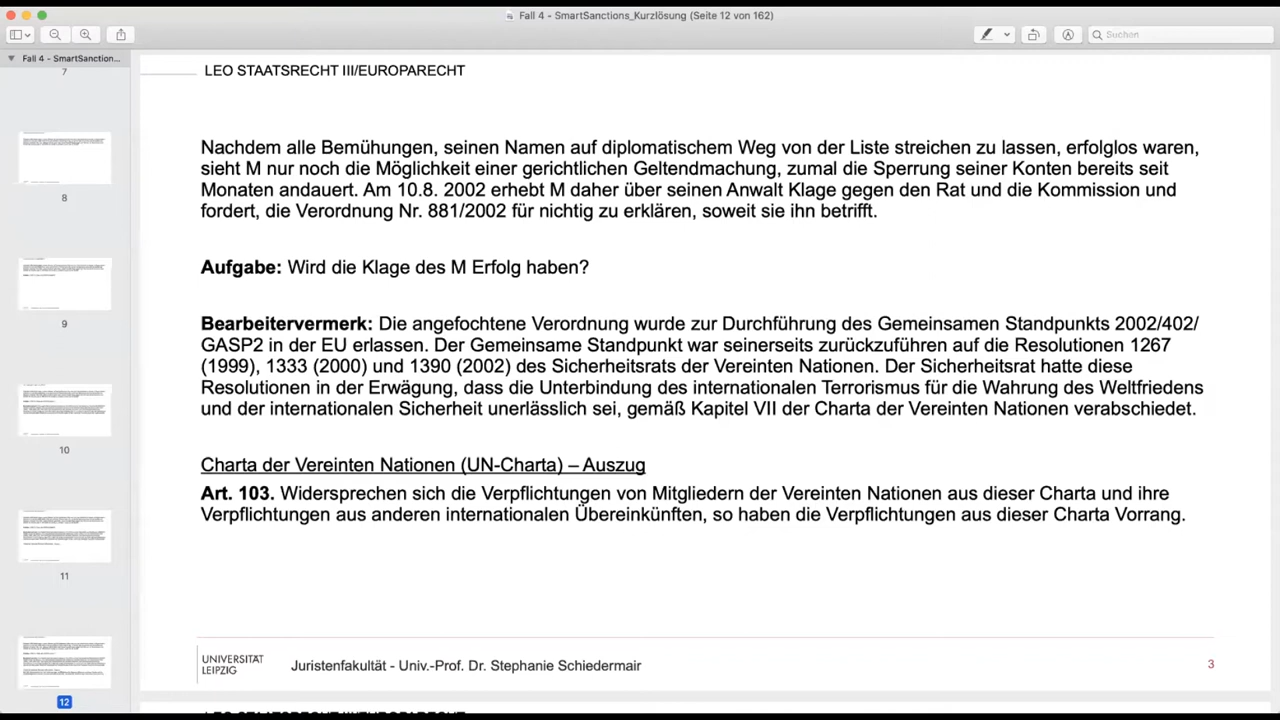 Fall 4 - SmartSanctions_Kurzlösung (Seite 12 von 162)
Suchen
Fall 4 - SmartSanction...
7
8
9
10
11
12
LEO STAATSRECHT III/EUROPARECHT
Nachdem alle Bemühungen, seinen Namen auf diplomatischem Weg von der Liste streichen zu lassen, erfolglos waren,
sieht M nur noch die Möglichkeit einer gerichtlichen Geltendmachung, zumal die Sperrung seiner Konten bereits seit
Monaten andauert. Am 10.8. 2002 erhebt M daher über seinen Anwalt Klage gegen den Rat und die Kommission und
fordert, die Verordnung Nr. 881/2002 für nichtig zu erklären, soweit sie ihn betrifft.
Aufgabe: Wird die Klage des M Erfolg haben?
Bearbeitervermerk: Die angefochtene Verordnung wurde zur Durchführung des Gemeinsamen Standpunkts 2002/402/
GASP2 in der EU erlassen. Der Gemeinsame Standpunkt war seinerseits zurückzuführen auf die Resolutionen 1267
(1999), 1333 (2000) und 1390 (2002) des Sicherheitsrats der Vereinten Nationen. Der Sicherheitsrat hatte diese
Resolutionen in der Erwägung, dass die Unterbindung des internationalen Terrorismus für die Wahrung des Weltfriedens
und der internationalen Sicherheit unerlässlich sei, gemäß Kapitel VII der Charta der Vereinten Nationen verabschiedet.
Charta der Vereinten Nationen (UN-Charta) – Auszug
Art. 103. Widersprechen sich die Verpflichtungen von Mitgliedern der Vereinten Nationen aus dieser Charta und ihre
Verpflichtungen aus anderen internationalen Übereinkünften, so haben die Verpflichtungen aus dieser Charta Vorrang.
UNIVERSITÄT
LEIPZIG
Juristenfakultät - Univ.-Prof. Dr. Stephanie Schiedermair
3
LEO STAATSRECHT III/EUROPARECHT